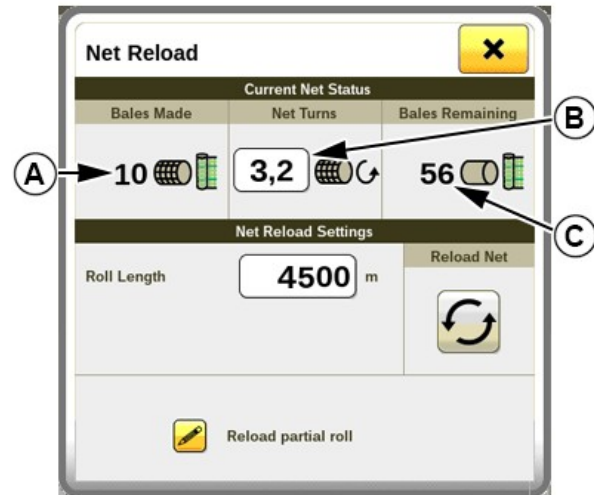 Net Reload
Current Net Status
Bales Made Net Turns Bales Remaining
B
A 10 3,2 56
C
Net Reload Settings
Reload Net
Roll Length 4500 m
Reload partial roll